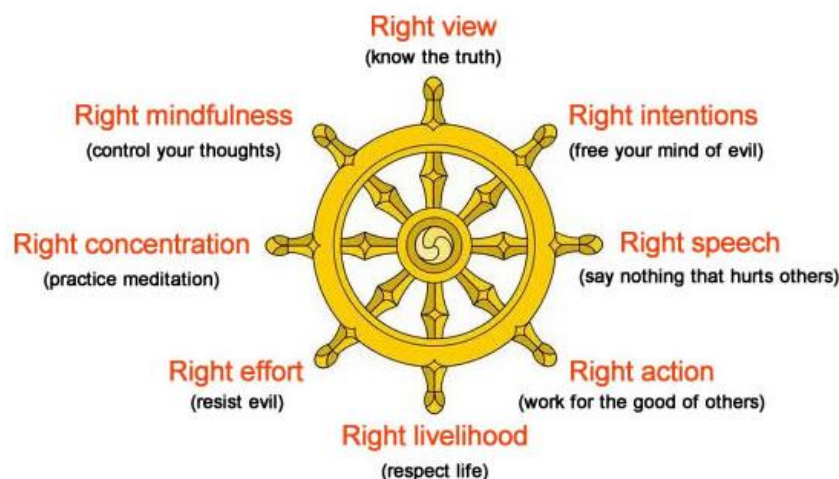 Right view
(know the truth)
Right mindfulness
(control your thoughts)
Right intentions
(free your mind of evil)
Right concentration
(practice meditation)
Right speech
(say nothing that hurts others)
Right effort
(resist evil)
Right action
(work for the good of others)
Right livelihood
(respect life)